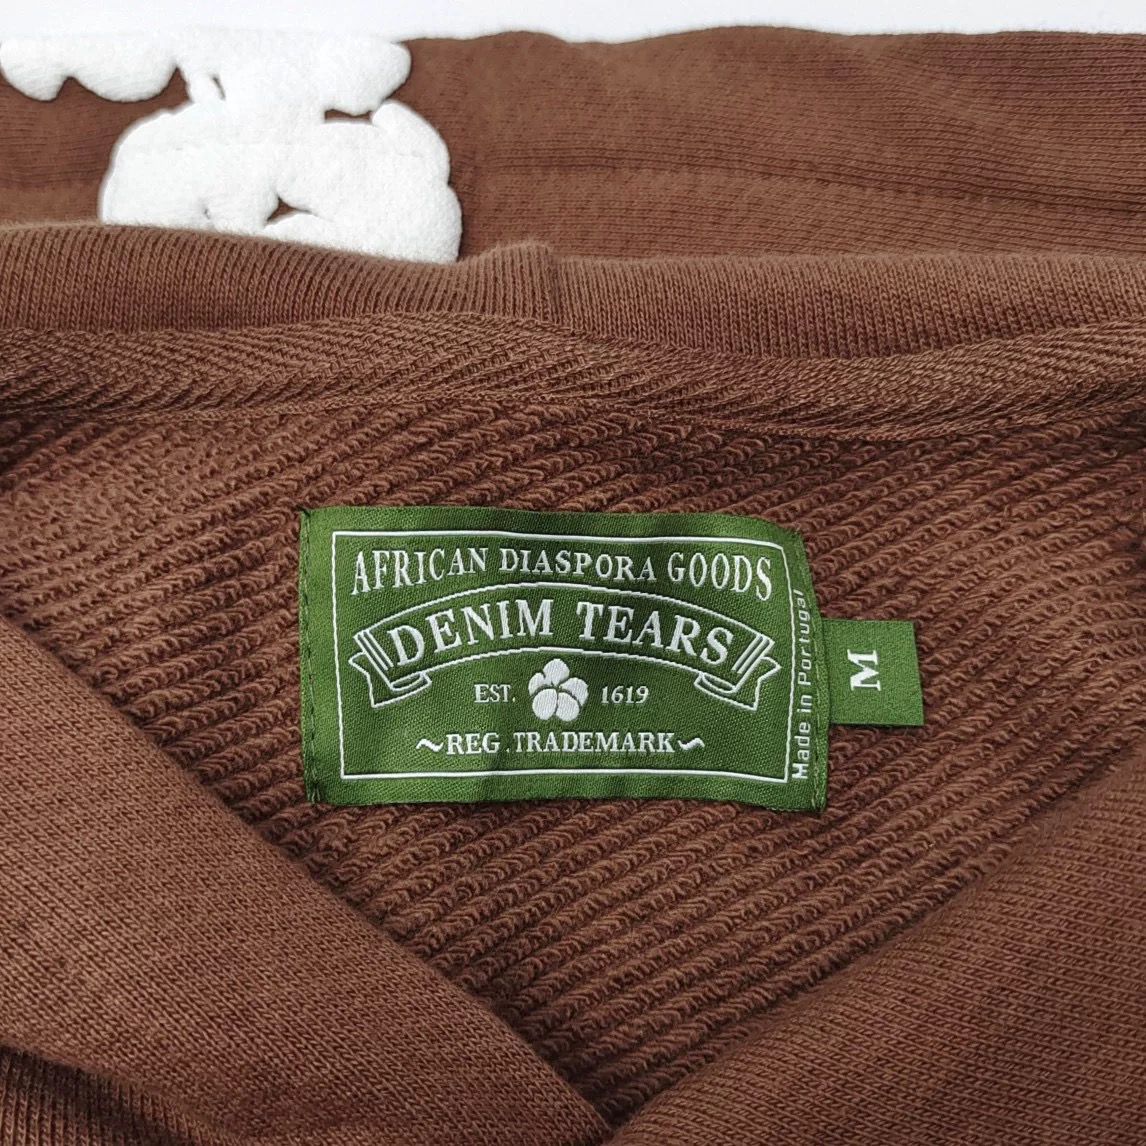 AFRICAN DIASPORA GOODS
DENIM TEARS
EST. 1619
~REG.TRADEMARK~
Made in Portugal
M